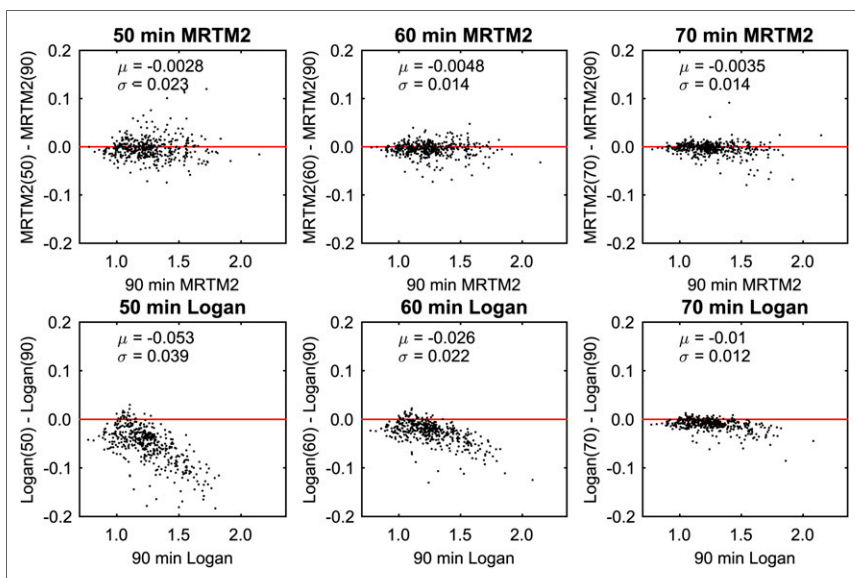 50 min MRTM2
60 min MRTM2
70 min MRTM2
MRTM2(50) - MRTM2(90)
0.2
0.1
0.0
-0.1
-0.2
μ = -0.0028
σ = 0.023
1.0 1.5 2.0
90 min MRTM2
MRTM2(60) - MRTM2(90)
0.2
0.1
0.0
-0.1
-0.2
μ = -0.0048
σ = 0.014
1.0 1.5 2.0
90 min MRTM2
MRTM2(70) - MRTM2(90)
0.2
0.1
0.0
-0.1
-0.2
μ = -0.0035
σ = 0.014
1.0 1.5 2.0
90 min MRTM2
50 min Logan
60 min Logan
70 min Logan
Logan(50) - Logan(90)
0.2
0.1
0.0
-0.1
-0.2
μ = -0.053
σ = 0.039
1.0 1.5 2.0
90 min Logan
Logan(60) - Logan(90)
0.2
0.1
0.0
-0.1
-0.2
μ = -0.026
σ = 0.022
1.0 1.5 2.0
90 min Logan
Logan(70) - Logan(90)
0.2
0.1
0.0
-0.1
-0.2
μ = -0.01
σ = 0.012
1.0 1.5 2.0
90 min Logan